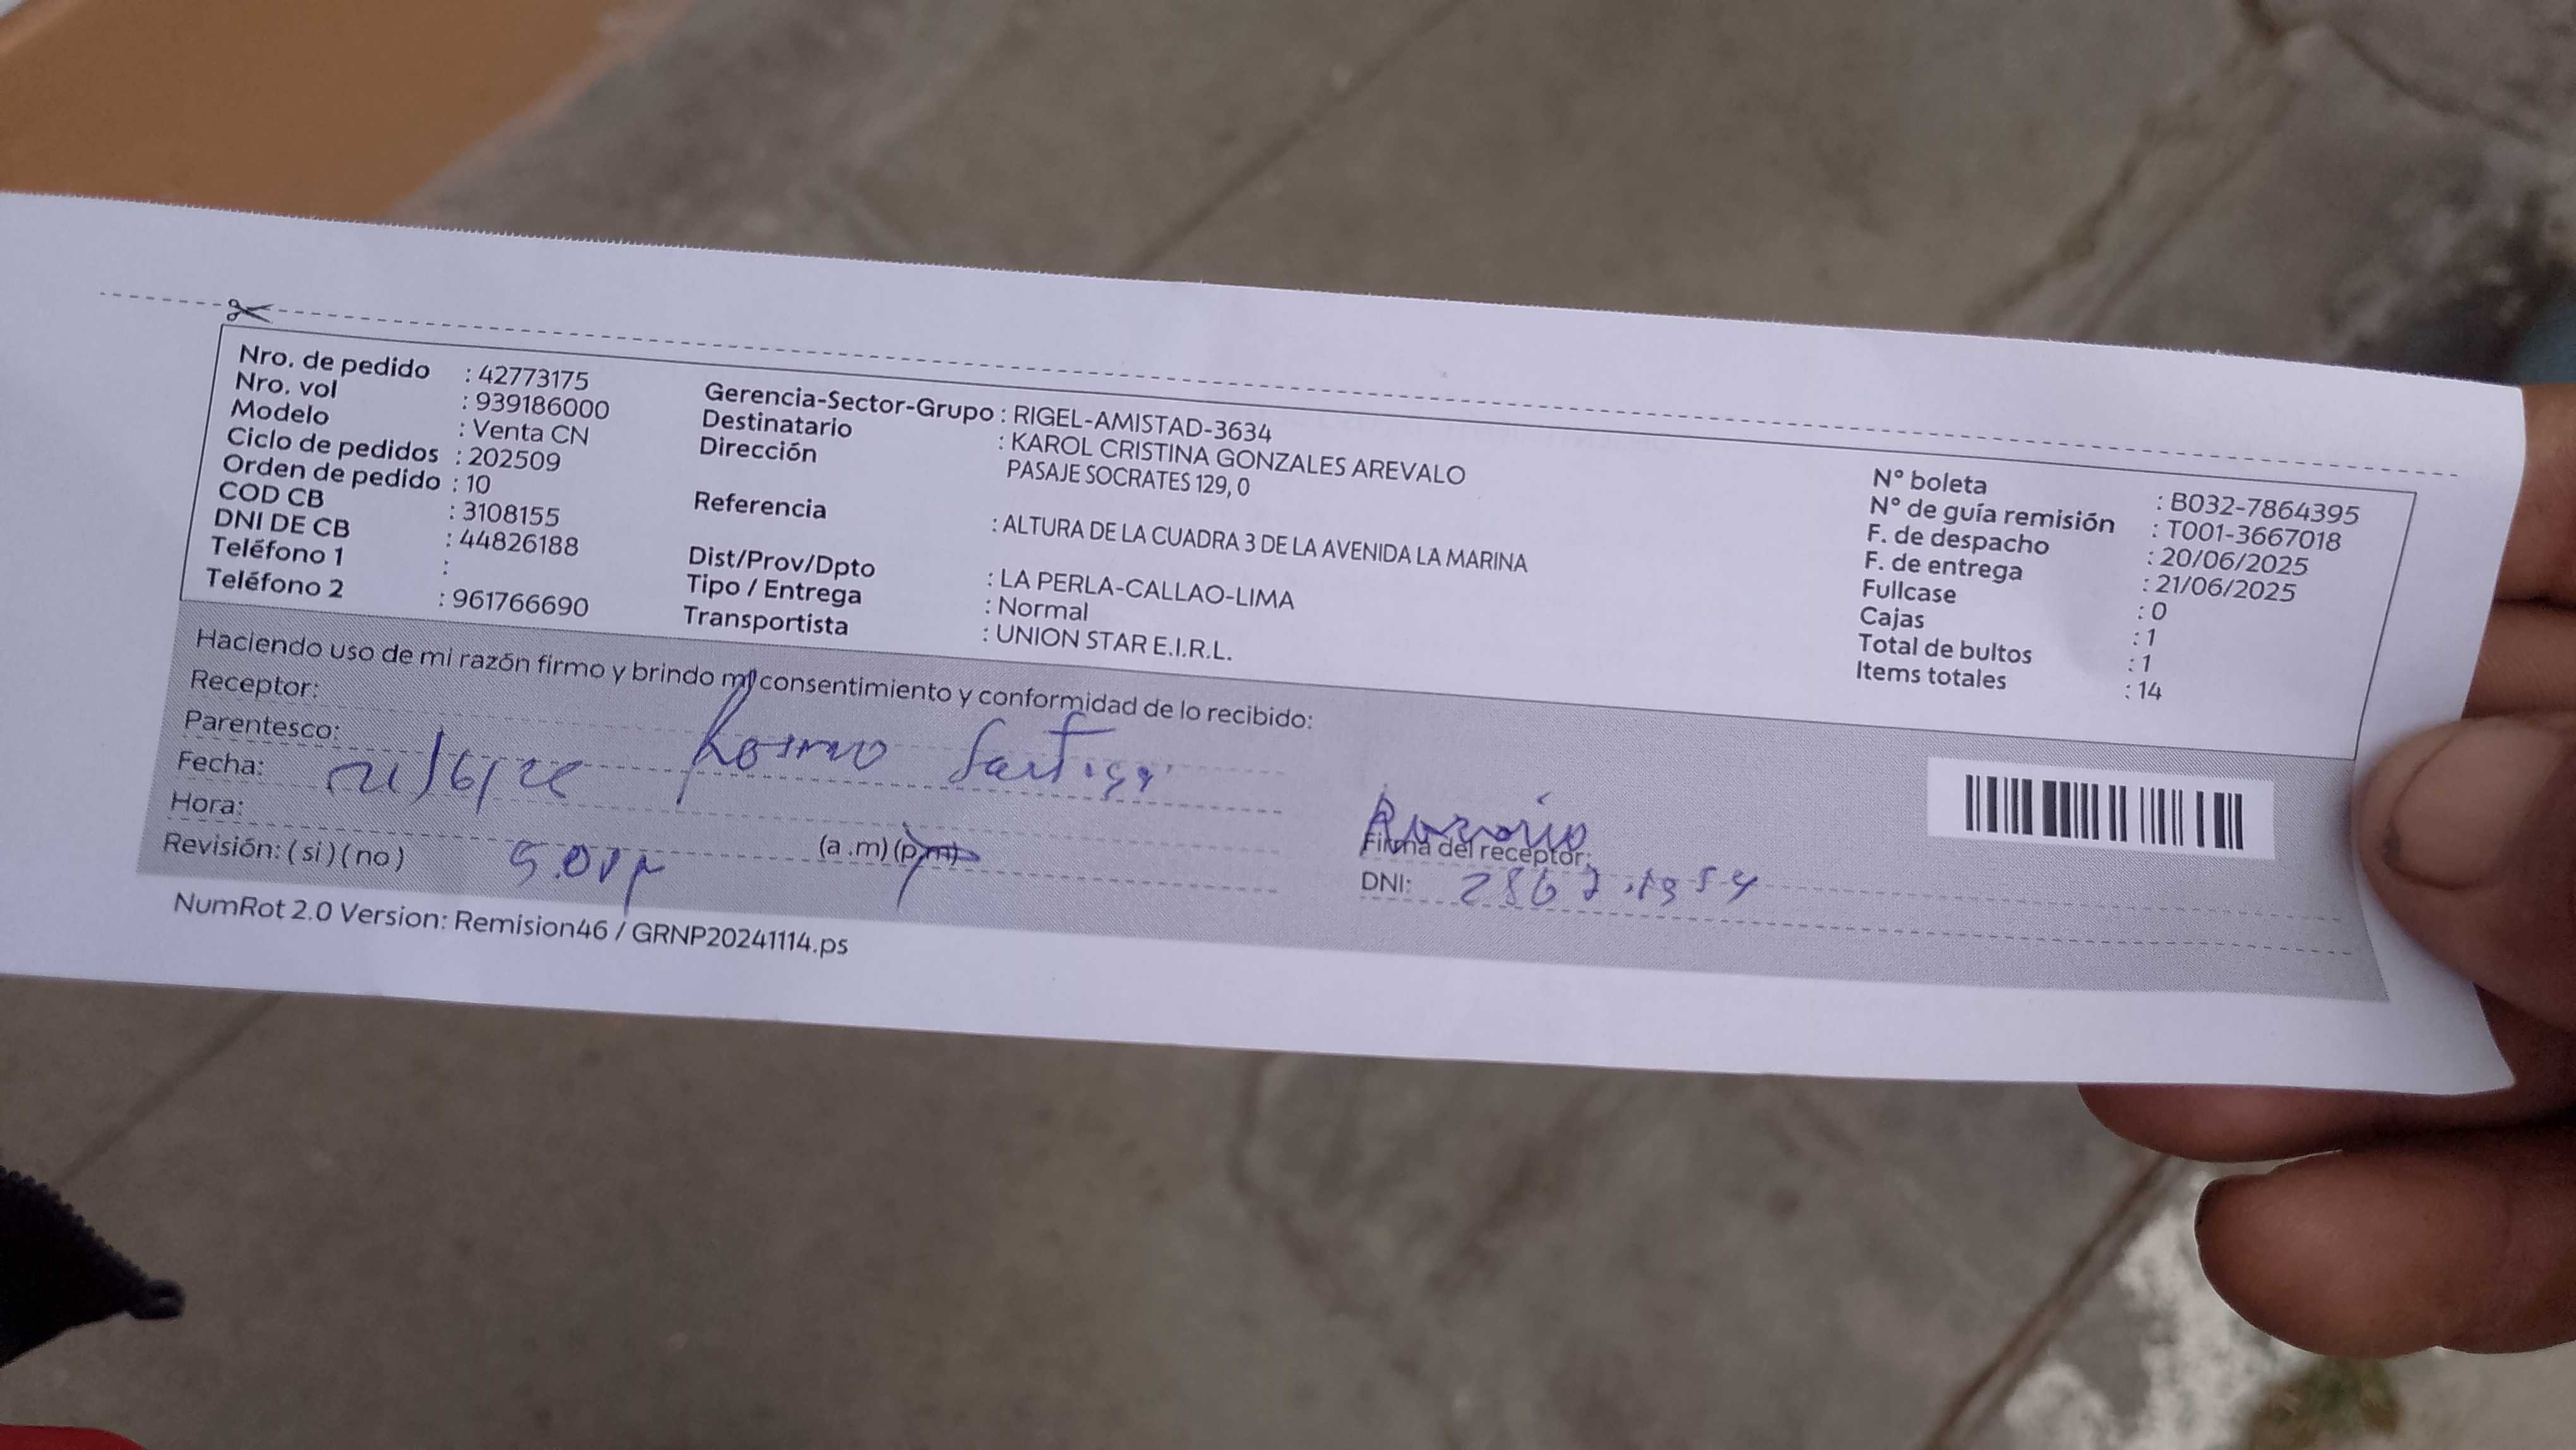 Nro. de pedido : 42773175
Nro. vol : 939186000
Modelo : Venta CN
Ciclo de pedidos : 202509
Orden de pedido : 10
COD CB : 3108155
DNI DE CB : 44826188
Teléfono 1 :
Teléfono 2 : 961766690
Gerencia-Sector-Grupo : RIGEL-AMISTAD-3634
Destinatario : KAROL CRISTINA GONZALES AREVALO
Dirección PASAJE SOCRATES 129, 0
Referencia : ALTURA DE LA CUADRA 3 DE LA AVENIDA LA MARINA
Dist/Prov/Dpto : LA PERLA-CALLAO-LIMA
Tipo / Entrega : Normal
Transportista : UNION STAR E.I.R.L.
N° boleta : B032-7864395
N° de guía remisión : T001-3667018
F. de despacho : 20/06/2025
F. de entrega : 21/06/2025
Fullcase : 0
Cajas : 1
Total de bultos : 1
Items totales : 14
Haciendo uso de mi razón firmo y brindo mi consentimiento y conformidad de lo recibido:
Receptor:
Parentesco:
Fecha:
Hora: (a .m) (p.m)
Revisión: ( si ) ( no )
Firma del receptor:
DNI:
NumRot 2.0 Version: Remision46 / GRNP20241114.ps